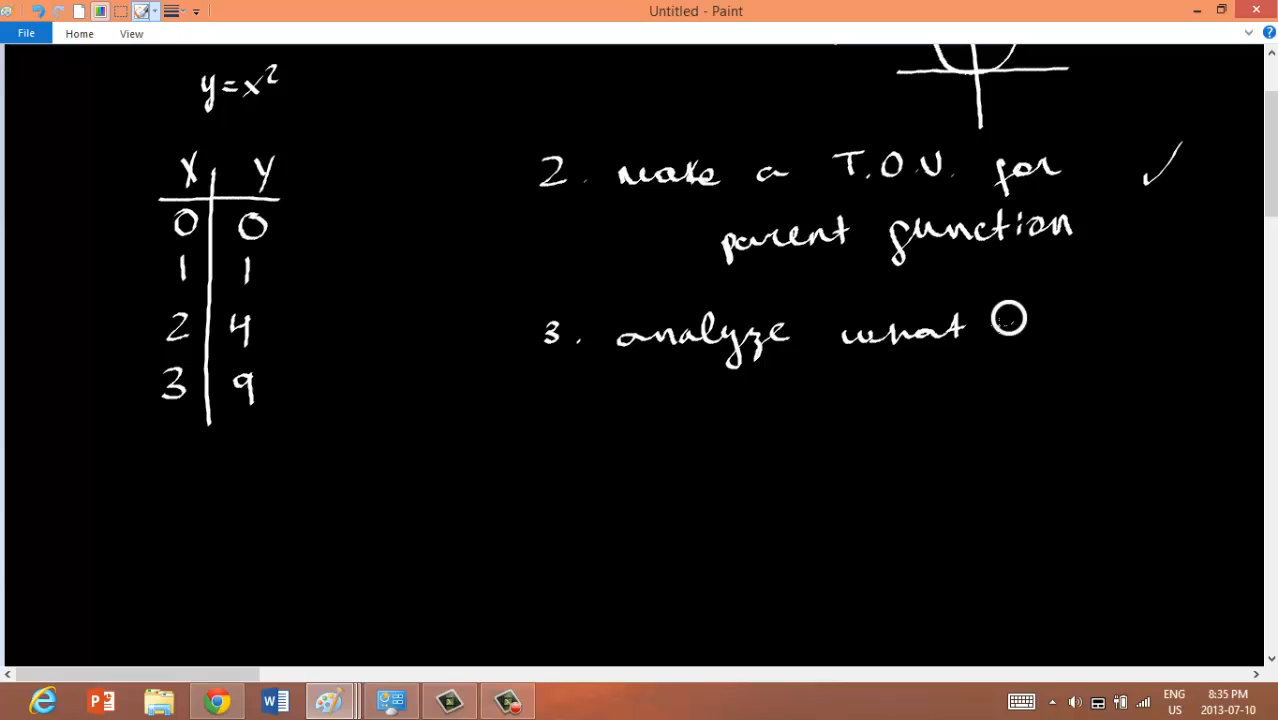 Untitled - Paint
File Home View
y=x²
X Y
0 0
1 1
2 4
3 9
2. make a T.O.V. for ✓
parent function
3. analyze what
ENG 8:35 PM
US 2013-07-10